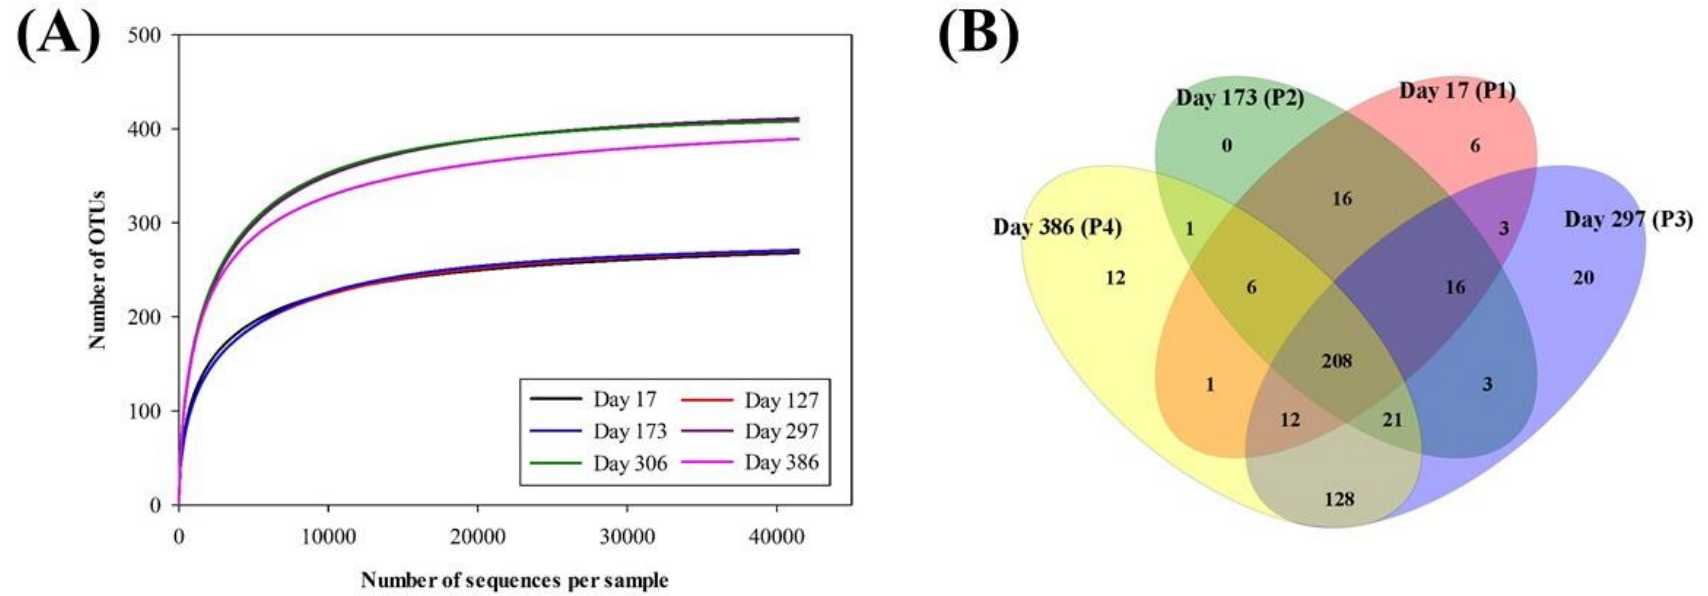 (A)
500
400
300
200
100
0
Number of OTUs
0 10000 20000 30000 40000
Number of sequences per sample
Day 17 Day 127
Day 173 Day 297
Day 306 Day 386
(B)
Day 173 (P2) Day 17 (P1)
0 6
16
Day 386 (P4) 1 3 Day 297 (P3)
12 6 16 20
208
1 3
12 21
128